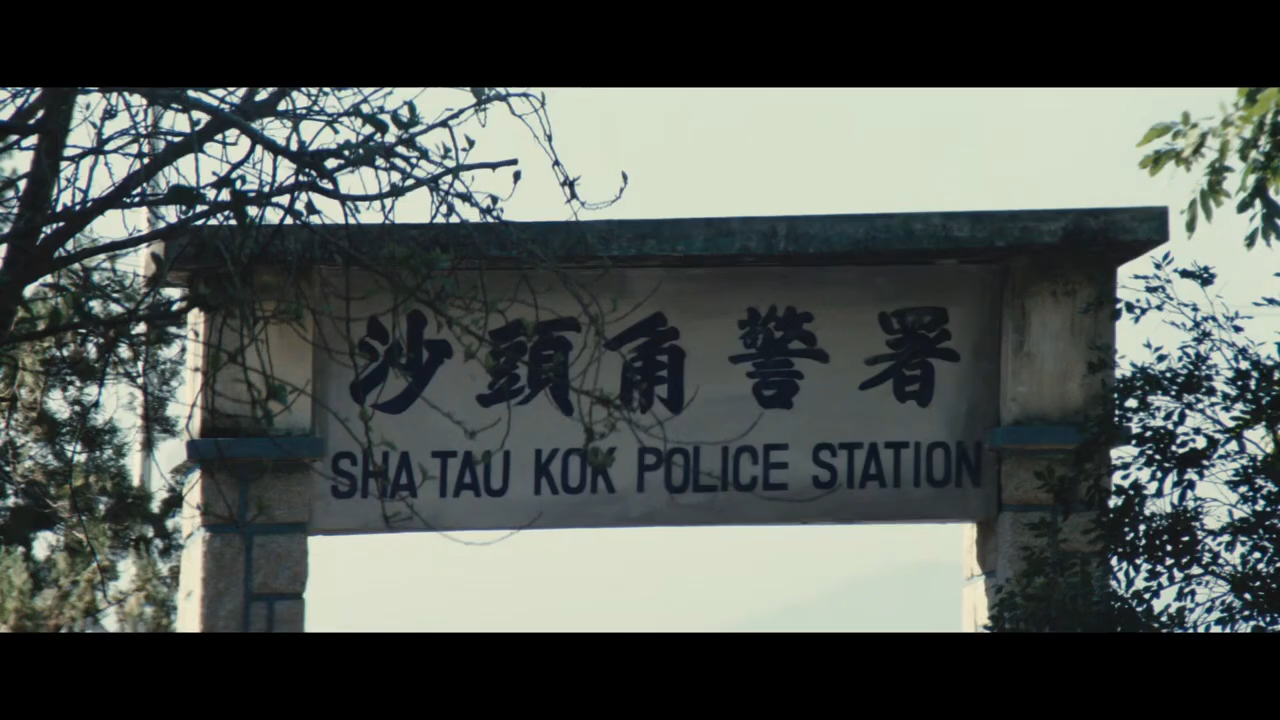 沙頭角警署
SHA TAU KOK POLICE STATION